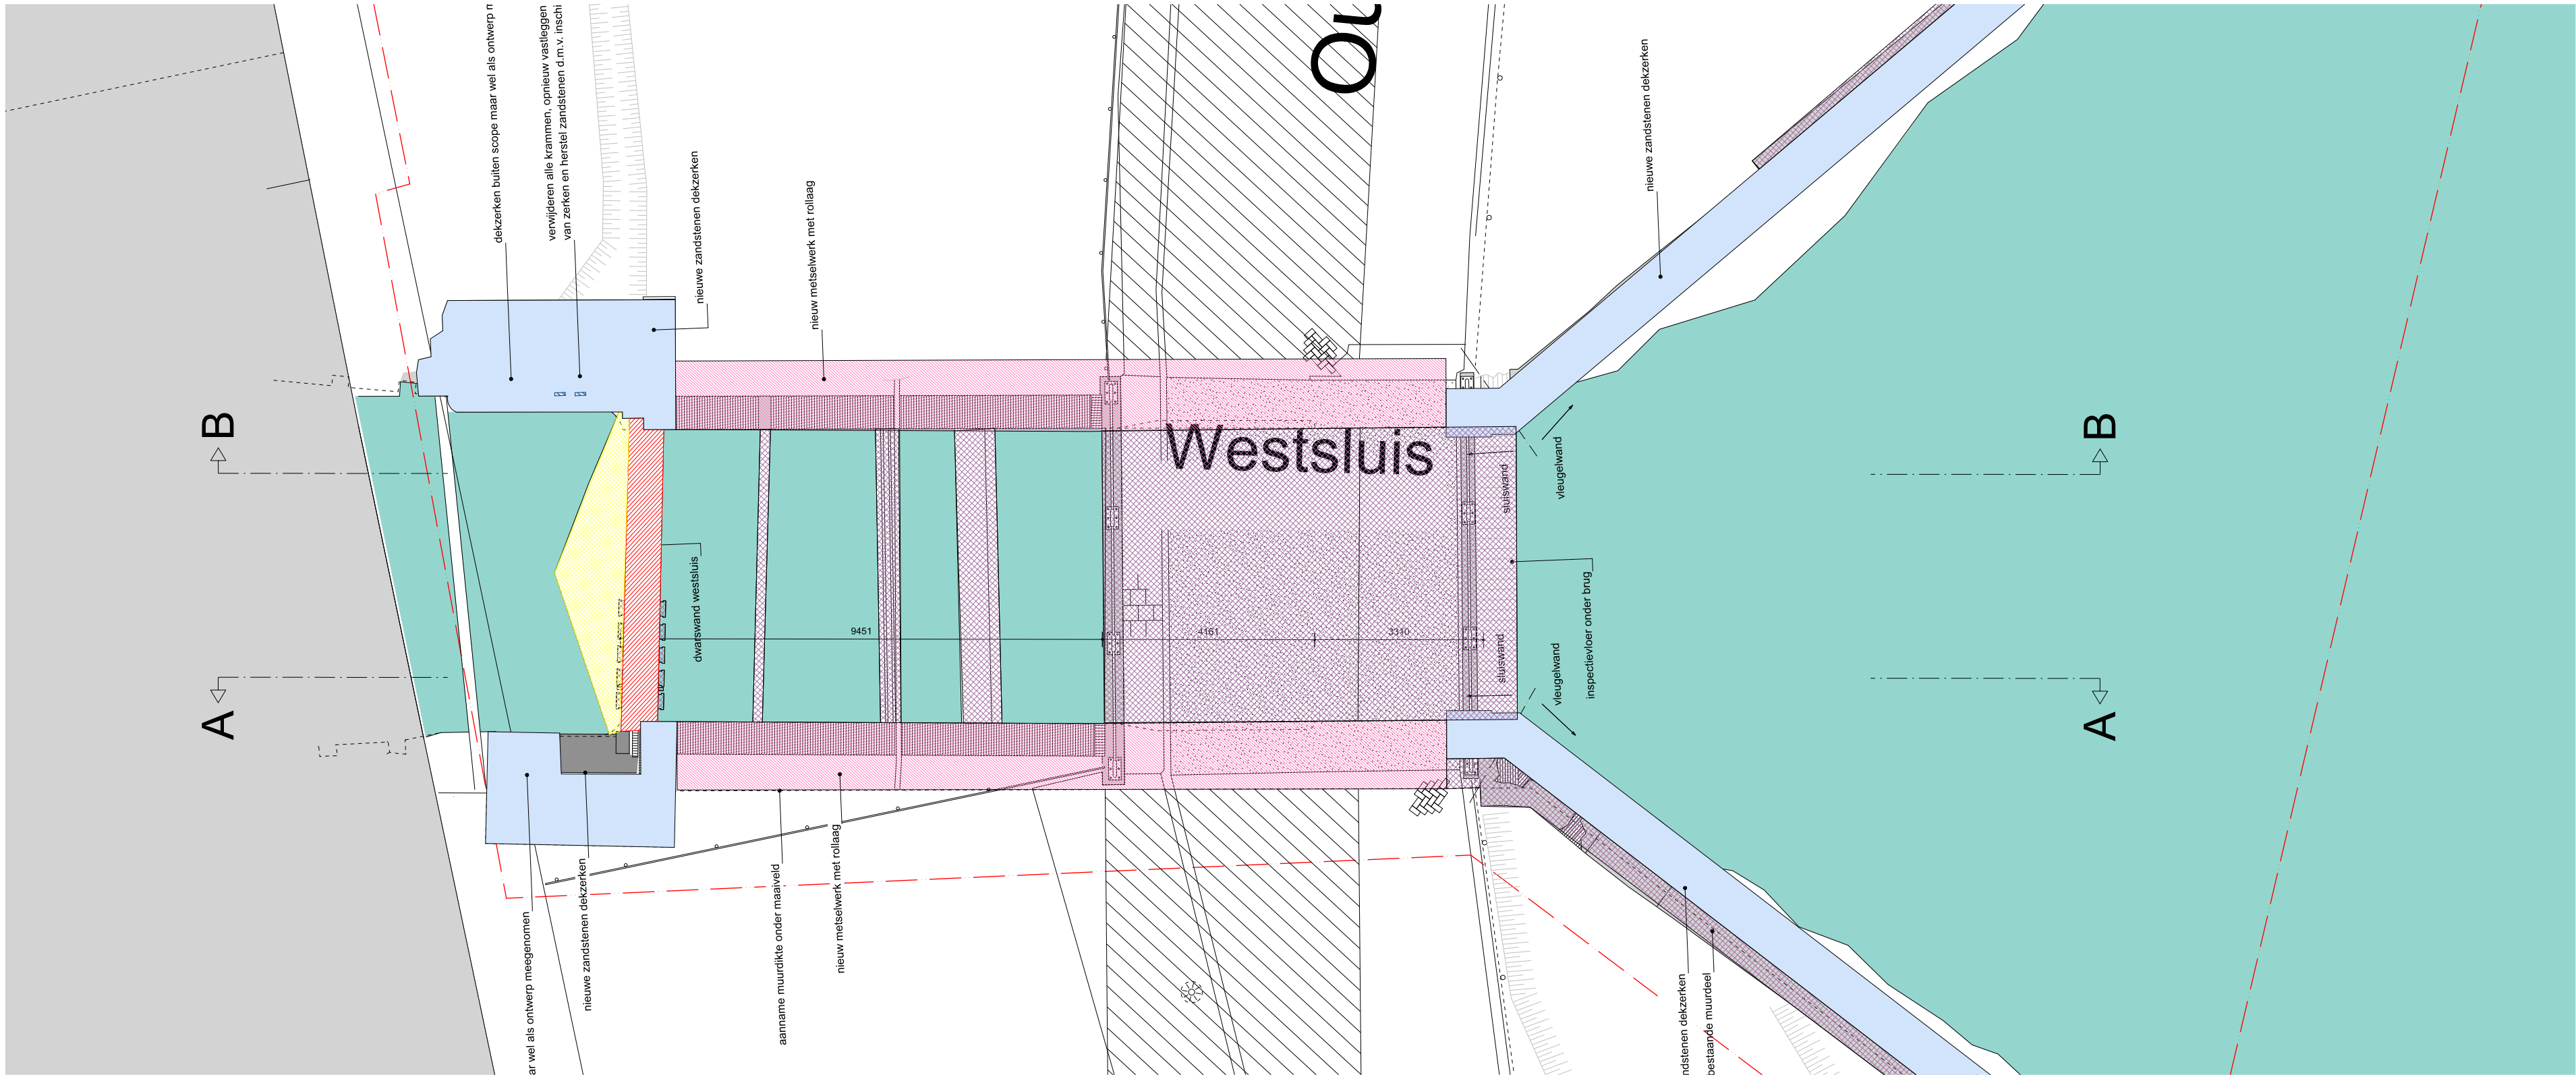 Ou
dekzerken buiten scope maar wel als ontwerp
verwijderen alle krammen, opnieuw vastleggen
van zerken en herstel zandstenen d.m.v. inschi
nieuwe zandstenen dekzerken
nieuw metselwerk met rollaag
nieuwe zandstenen dekzerken
B
B
Westsluis
sluiswand
vleugelwand
dwarswand westsluis
9451
4161
3310
sluiswand
vleugelwand
inspectievloer onder brug
A
A
ar wel als ontwerp meegenomen
nieuwe zandstenen dekzerken
aanname muurdikte onder maaiveld
nieuw metselwerk met rollaag
ndstenen dekzerken
bestaande muurdeel